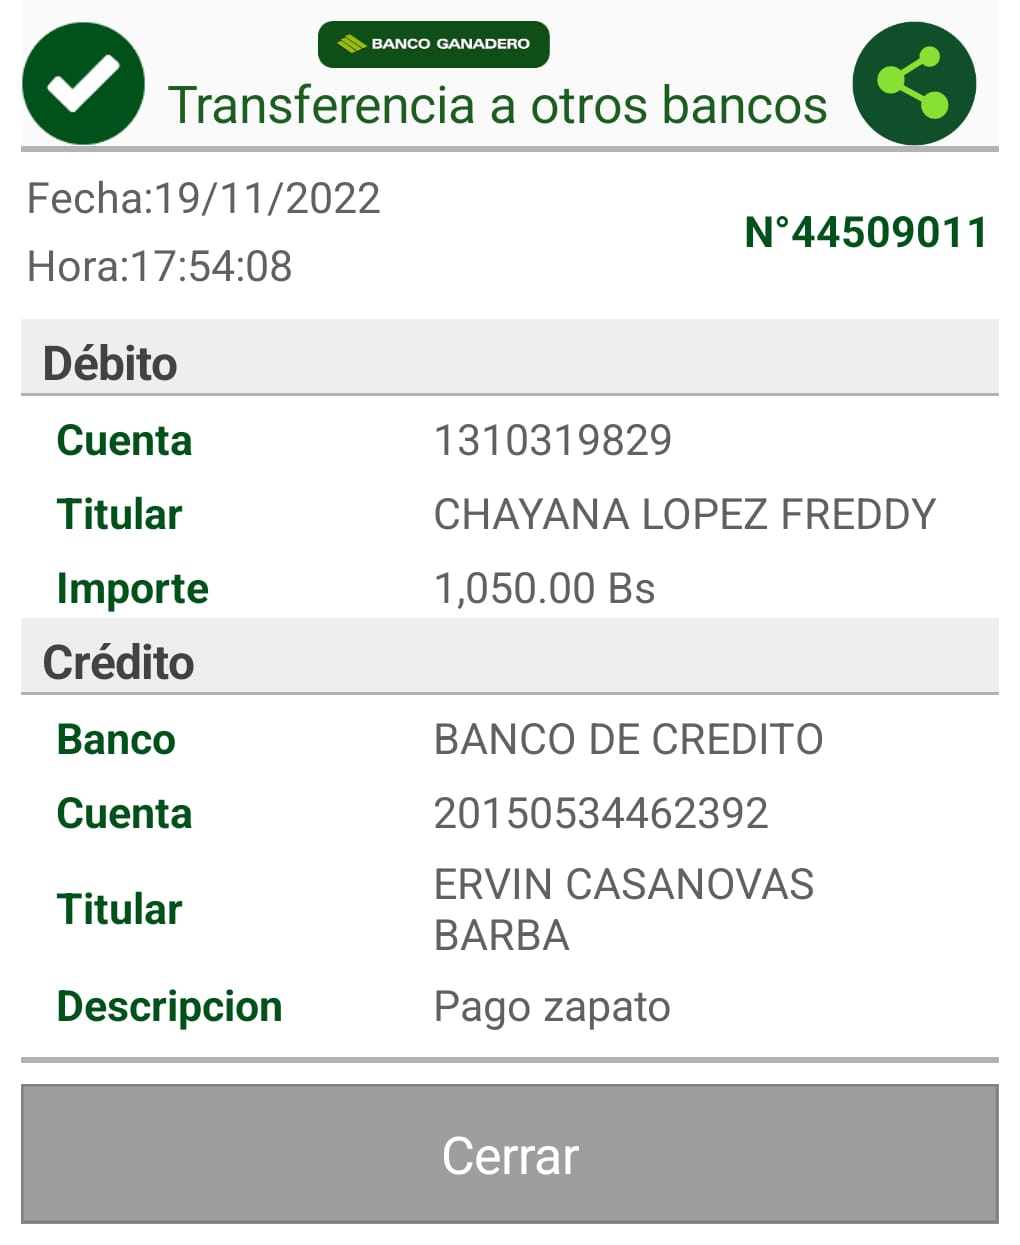 BANCO GANADERO
Transferencia a otros bancos
Fecha:19/11/2022
N°44509011
Hora:17:54:08
Débito
Cuenta 1310319829
Titular CHAYANA LOPEZ FREDDY
Importe 1,050.00 Bs
Crédito
Banco BANCO DE CREDITO
Cuenta 20150534462392
Titular ERVIN CASANOVAS
BARBA
Descripcion Pago zapato
Cerrar